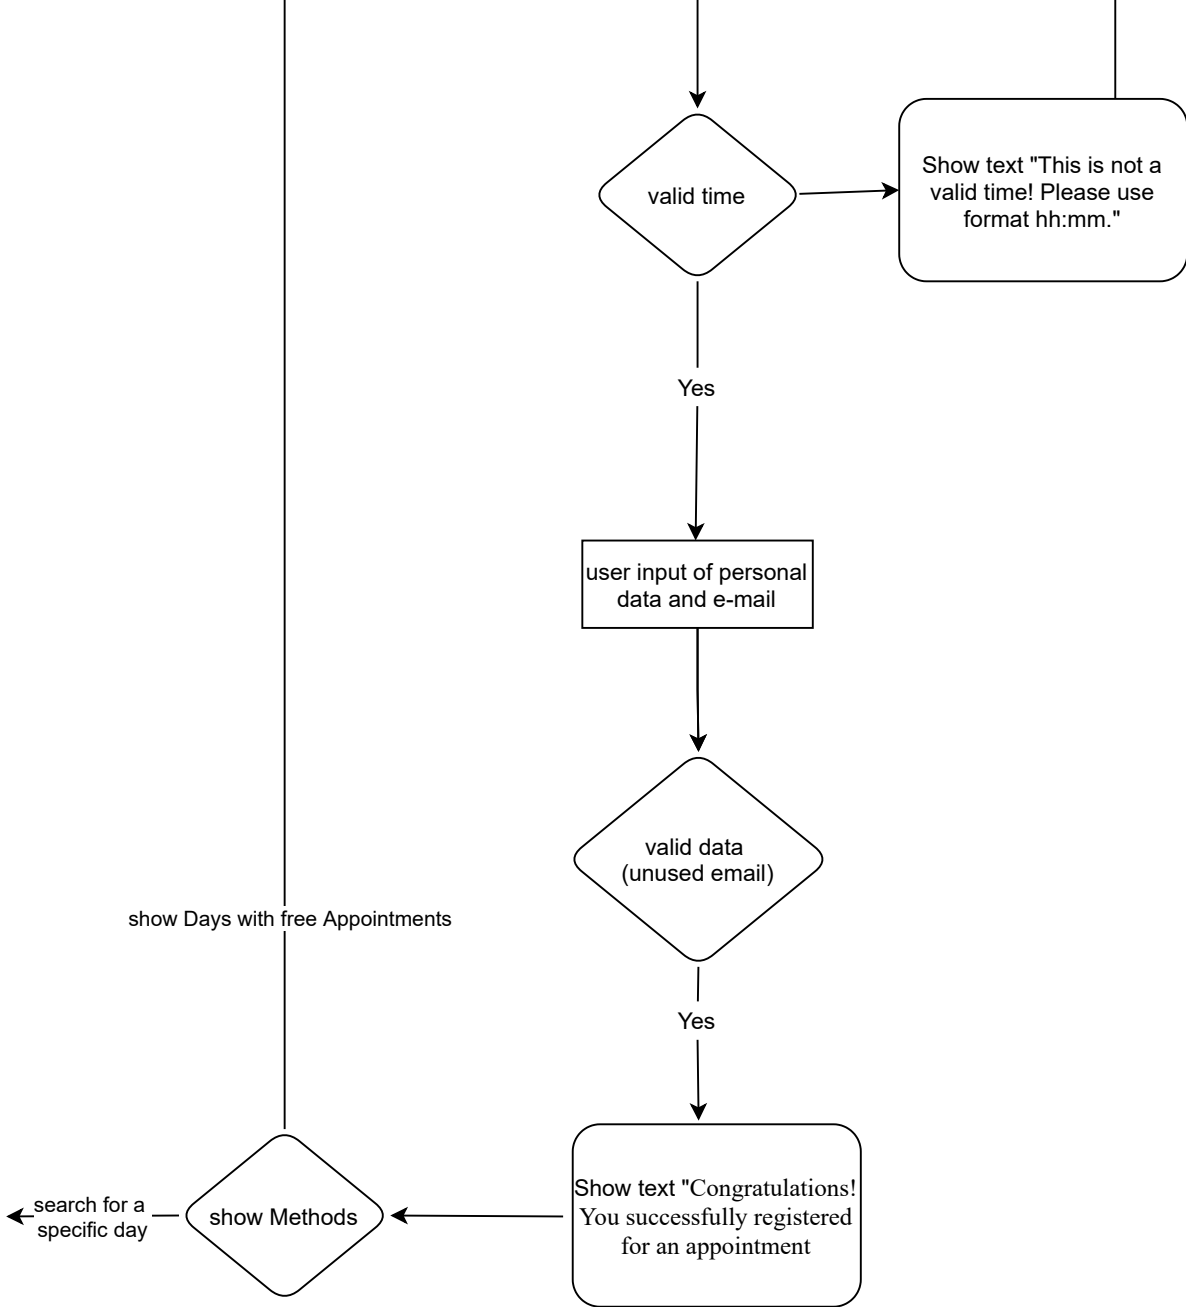 Show text "This is not a
valid time! Please use
format hh:mm."
valid time
Yes
user input of personal
data and e-mail
valid data
(unused email)
show Days with free Appointments
Yes
Show text "Congratulations!
You successfully registered
for an appointment
show Methods
search for a
specific day